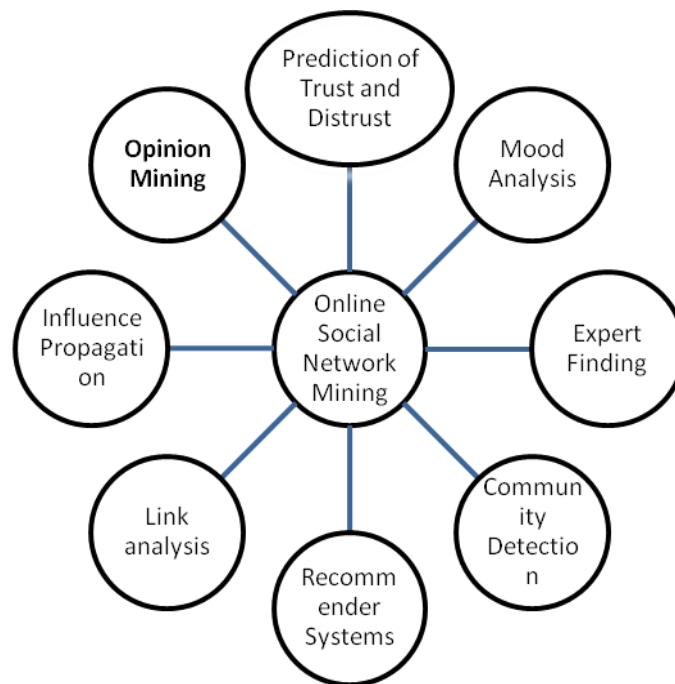 Prediction of
Trust and
Distrust
Opinion
Mining
Mood
Analysis
Influence
Propagati
on
Online
Social
Network
Mining
Expert
Finding
Link
analysis
Commun
ity
Detectio
n
Recomm
ender
Systems